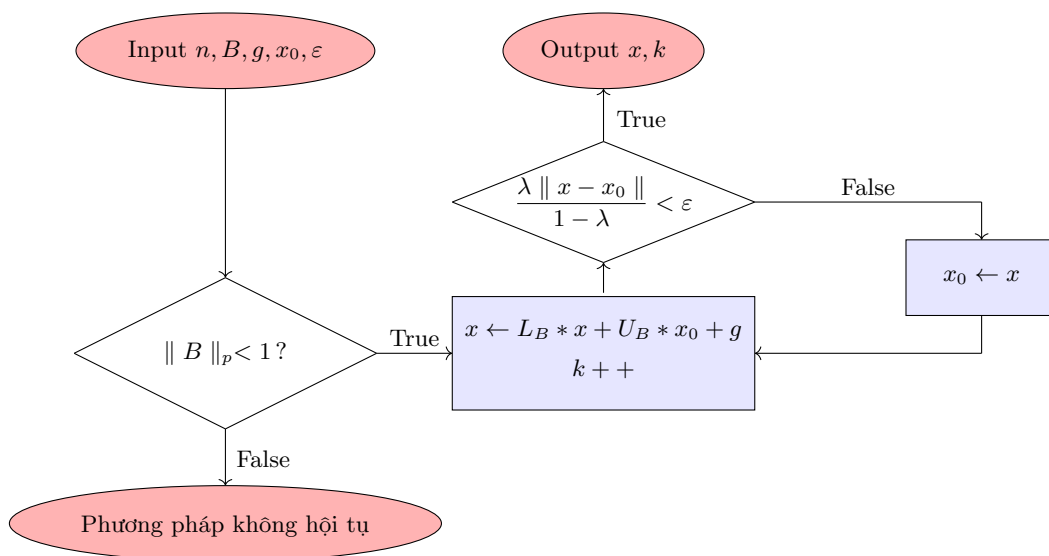 Input n, B, g, x₀, ε
Output x, k
True
λ ∥ x − x₀ ∥
1 − λ
< ε
False
x₀ ← x
∥ B ∥ₚ< 1 ?
True
x ← L_B ∗ x + U_B ∗ x₀ + g
k + +
False
Phương pháp không hội tụ